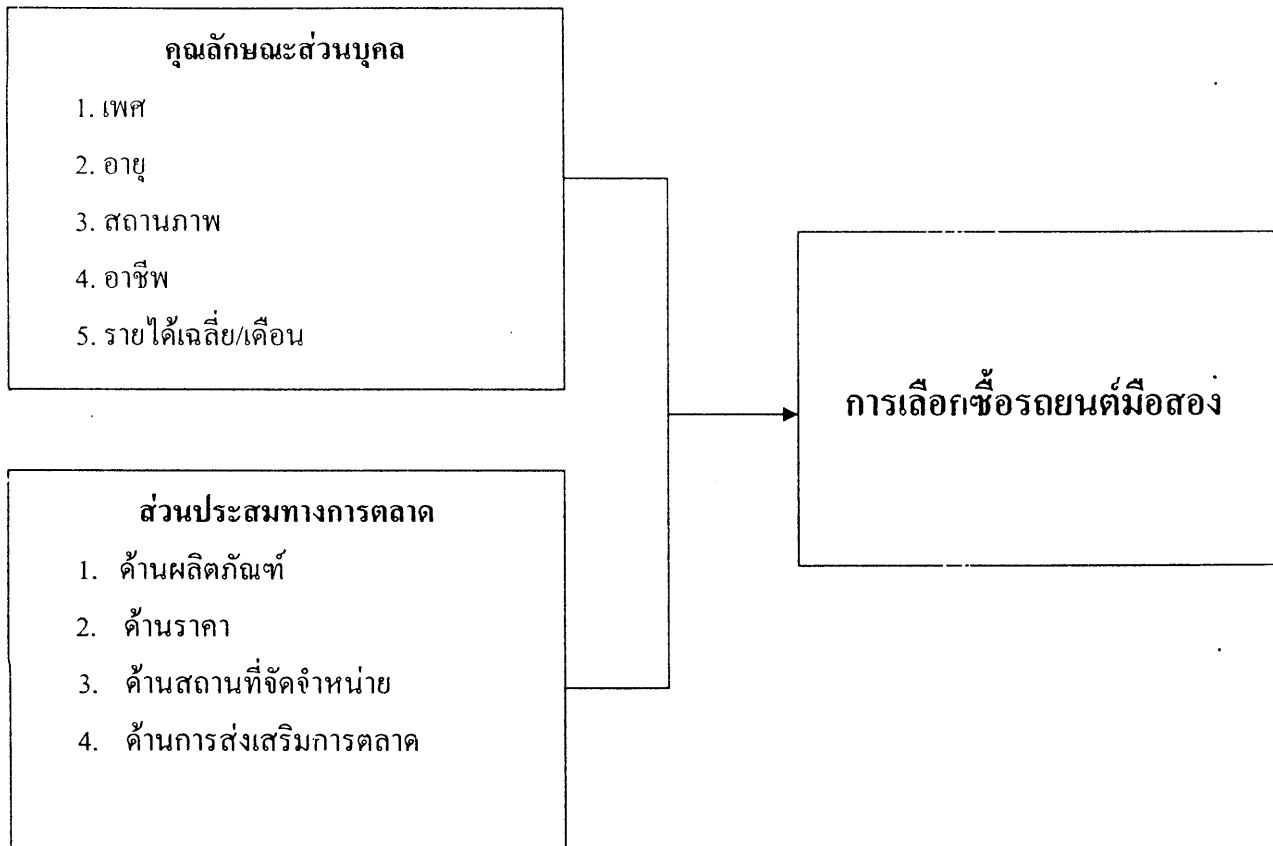 คุณลักษณะส่วนบุคล
1. เพศ
2. อายุ
3. สถานภาพ
4. อาชีพ
5. รายได้เฉลี่ย/เดือน
การเลือกซื้อรถยนต์มือสอง
ส่วนประสมทางการตลาด
1. ด้านผลิตภัณฑ์
2. ด้านราคา
3. ด้านสถานที่จัดจำหน่าย
4. ด้านการส่งเสริมการตลาด